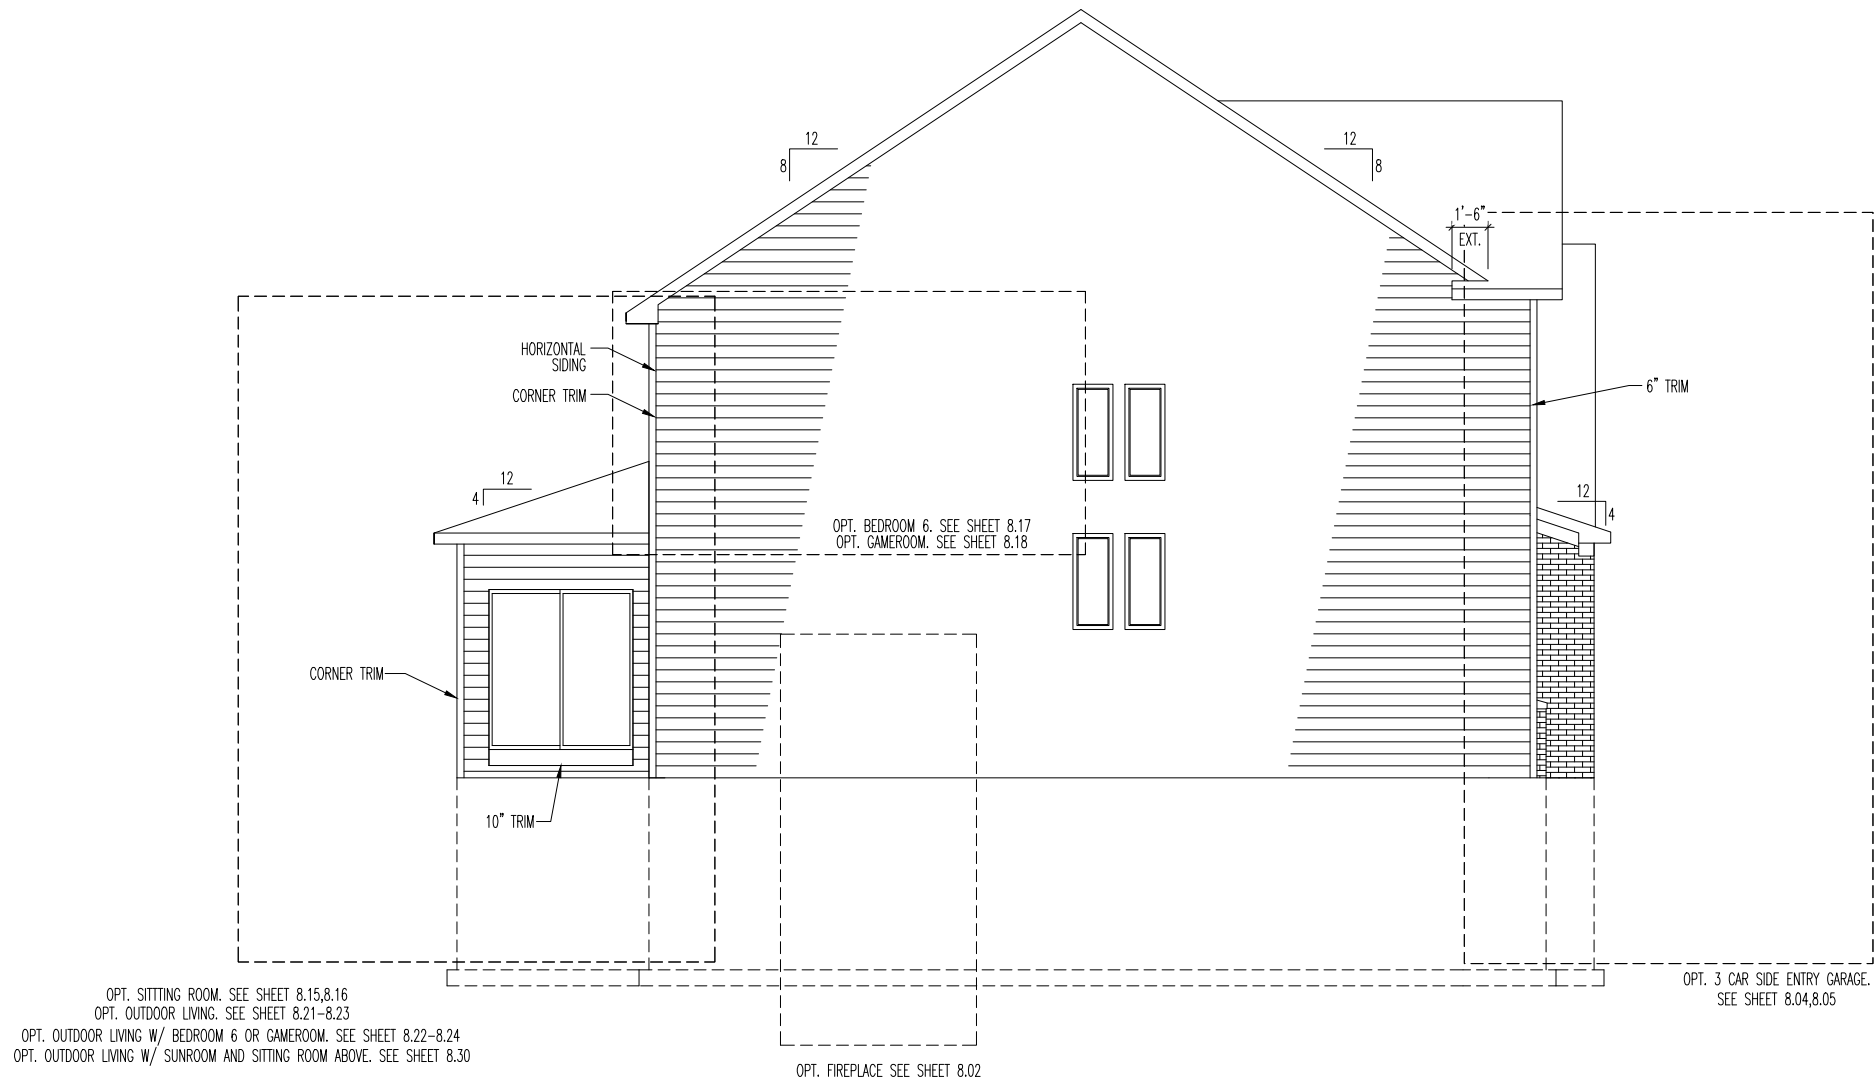 12
8
12
8
1'-6"
EXT.
HORIZONTAL
SIDING
CORNER TRIM
6" TRIM
12
4
12
4
OPT. BEDROOM 6. SEE SHEET 8.17
OPT. GAMEROOM. SEE SHEET 8.18
CORNER TRIM
10" TRIM
OPT. SITTTING ROOM. SEE SHEET 8.15,8.16
OPT. OUTDOOR LIVING. SEE SHEET 8.21-8.23
OPT. OUTDOOR LIVING W/ BEDROOM 6 OR GAMEROOM. SEE SHEET 8.22-8.24
OPT. OUTDOOR LIVING W/ SUNROOM AND SITTING ROOM ABOVE. SEE SHEET 8.30
OPT. FIREPLACE SEE SHEET 8.02
OPT. 3 CAR SIDE ENTRY GARAGE.
SEE SHEET 8.04,8.05